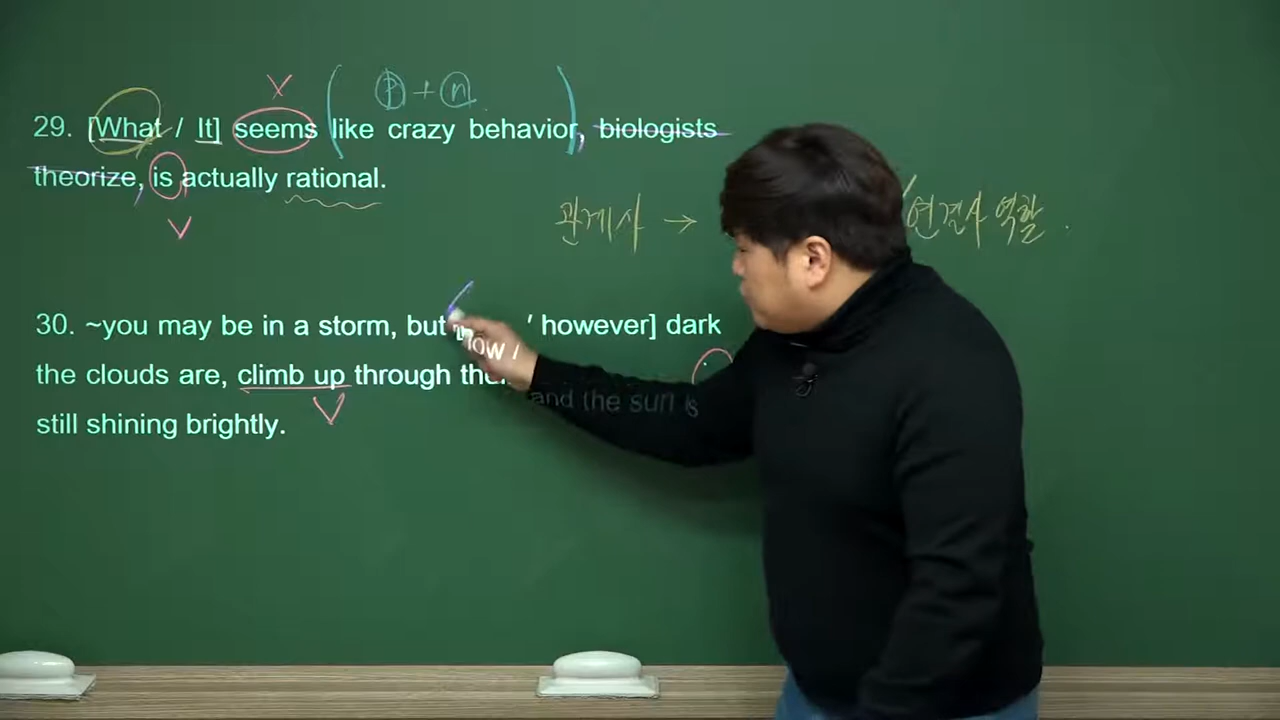 X ⓟ + ⓝ
29. [What / It] seems like crazy behavior, biologists
theorize, is actually rational.
V
관계사 → / 연결사 역할.
30. ~you may be in a storm, but how / however] dark
the clouds are, climb up through and the sun is
V
still shining brightly.